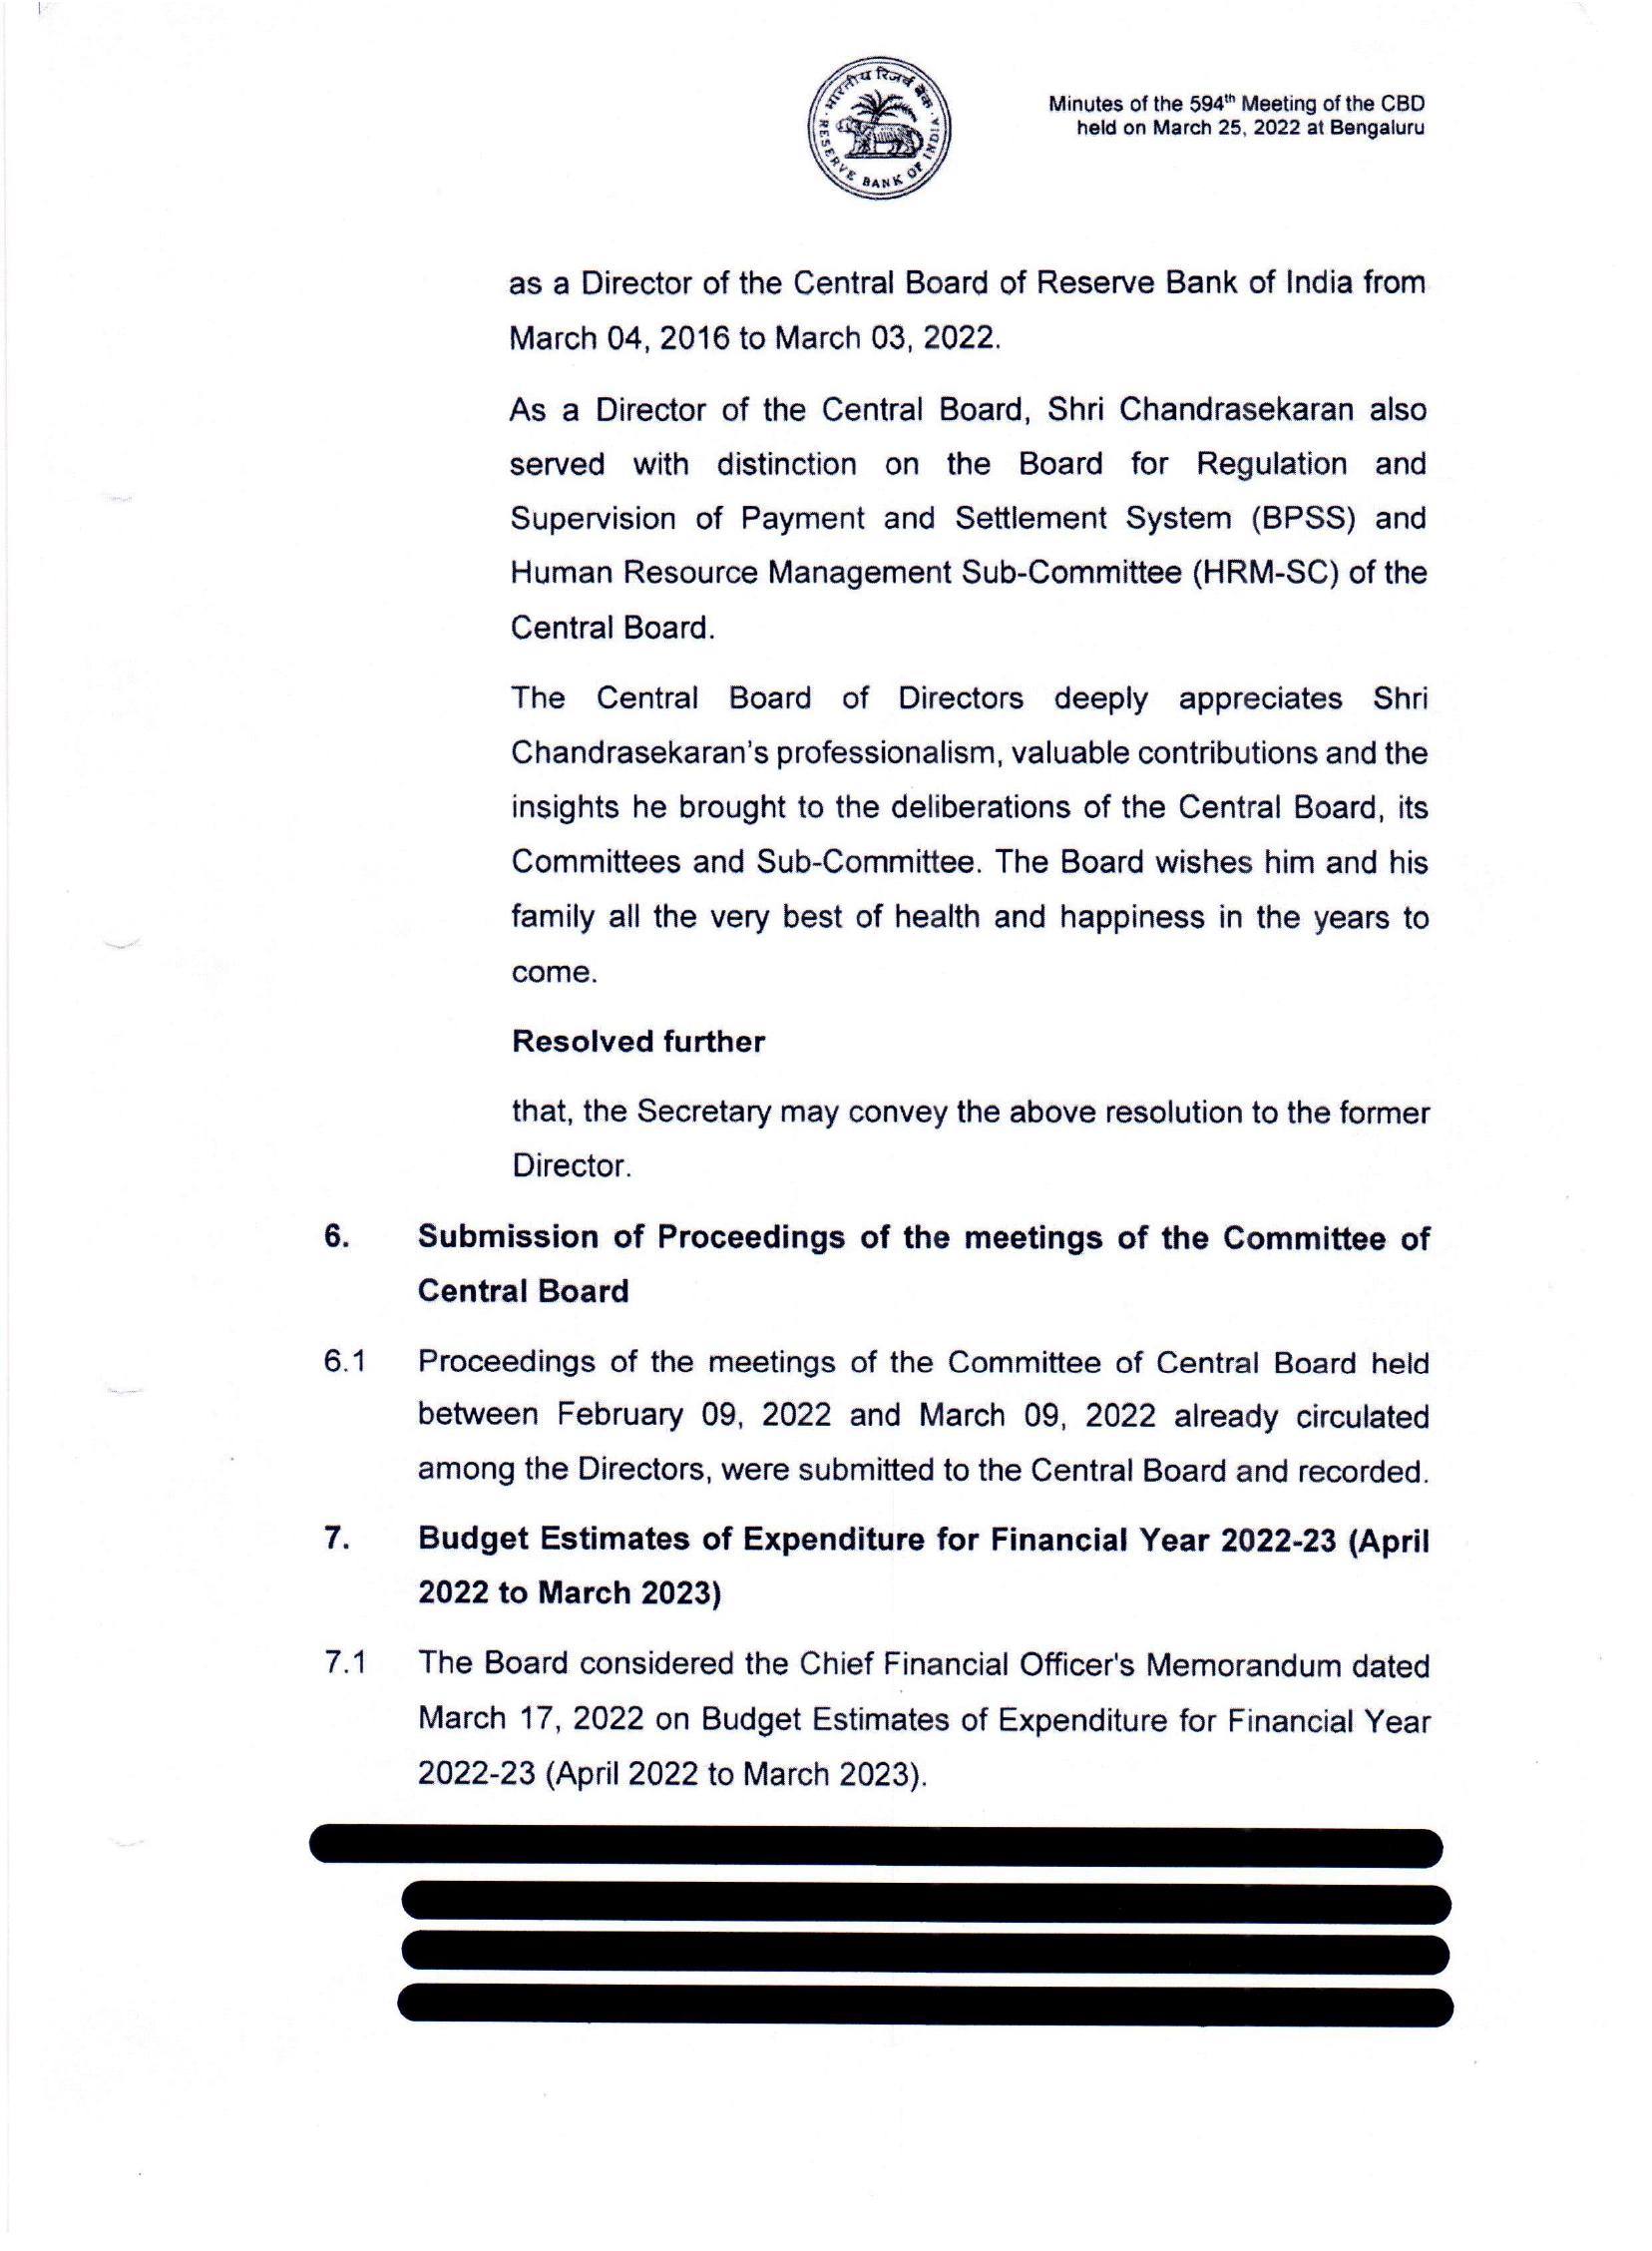 भारतीय रिज़र्व बैंक
RESERVE BANK OF INDIA
Minutes of the 594th Meeting of the CBD
held on March 25, 2022 at Bengaluru
as a Director of the Central Board of Reserve Bank of India from
March 04, 2016 to March 03, 2022.
As a Director of the Central Board, Shri Chandrasekaran also
served with distinction on the Board for Regulation and
Supervision of Payment and Settlement System (BPSS) and
Human Resource Management Sub-Committee (HRM-SC) of the
Central Board.
The Central Board of Directors deeply appreciates Shri
Chandrasekaran's professionalism, valuable contributions and the
insights he brought to the deliberations of the Central Board, its
Committees and Sub-Committee. The Board wishes him and his
family all the very best of health and happiness in the years to
come.
Resolved further
that, the Secretary may convey the above resolution to the former
Director.
6. Submission of Proceedings of the meetings of the Committee of
Central Board
6.1 Proceedings of the meetings of the Committee of Central Board held
between February 09, 2022 and March 09, 2022 already circulated
among the Directors, were submitted to the Central Board and recorded.
7. Budget Estimates of Expenditure for Financial Year 2022-23 (April
2022 to March 2023)
7.1 The Board considered the Chief Financial Officer's Memorandum dated
March 17, 2022 on Budget Estimates of Expenditure for Financial Year
2022-23 (April 2022 to March 2023).